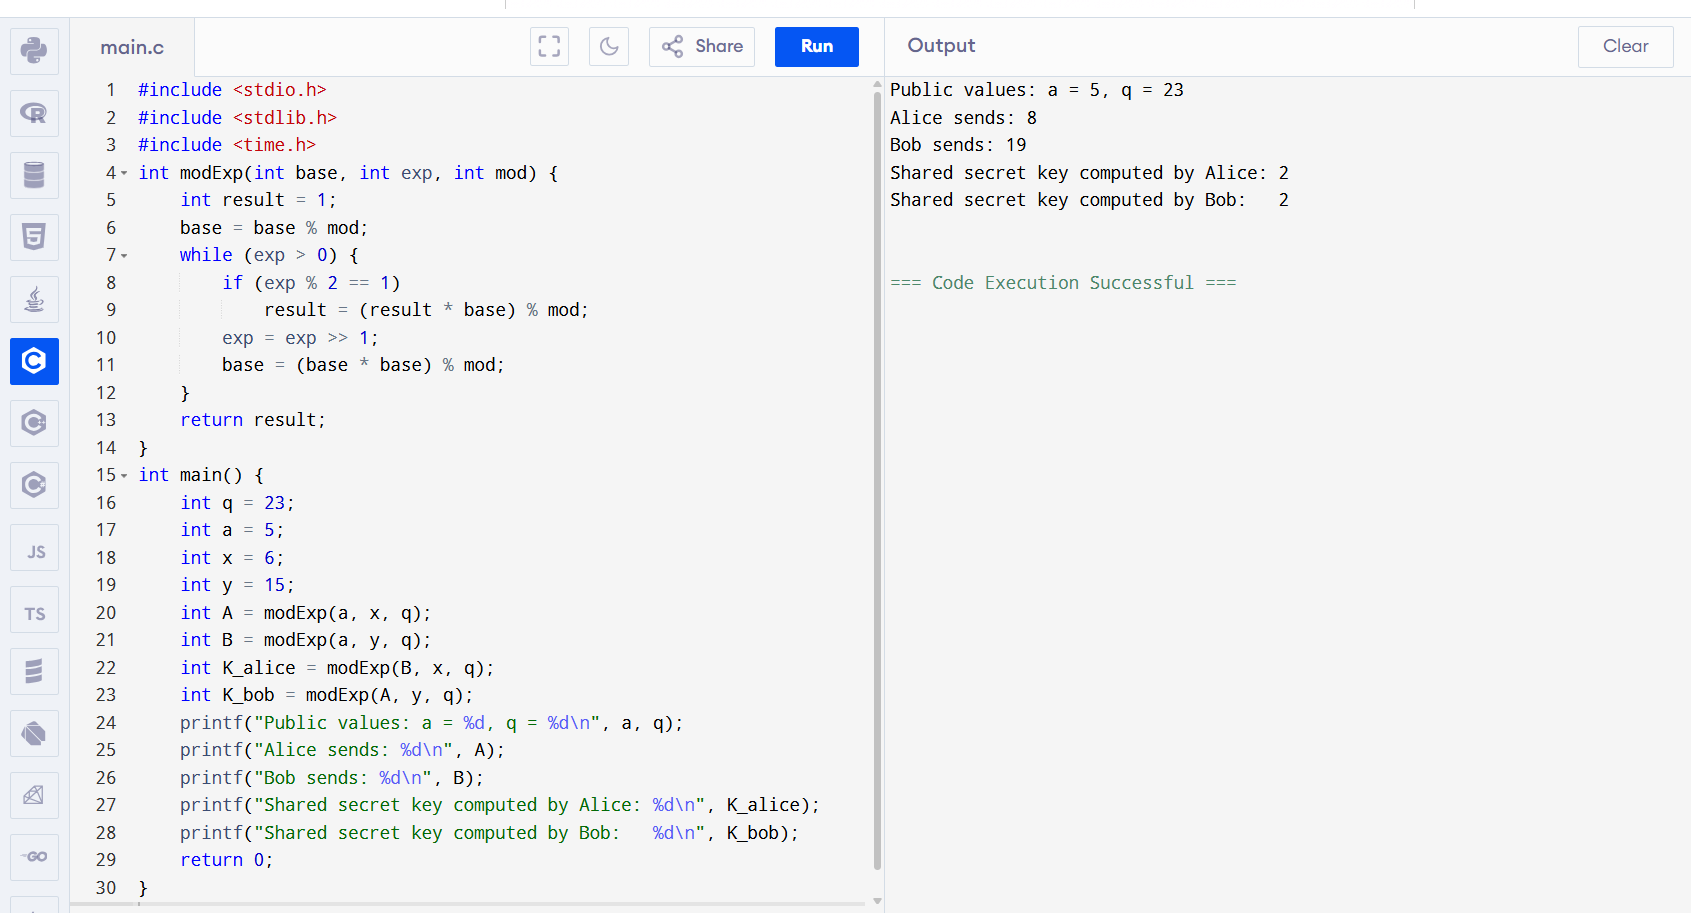 main.c
Share
Run
Output
Clear
1 #include <stdio.h>
2 #include <stdlib.h>
3 #include <time.h>
4 int modExp(int base, int exp, int mod) {
5     int result = 1;
6     base = base % mod;
7     while (exp > 0) {
8         if (exp % 2 == 1)
9             result = (result * base) % mod;
10         exp = exp >> 1;
11         base = (base * base) % mod;
12     }
13     return result;
14 }
15 int main() {
16     int q = 23;
17     int a = 5;
18     int x = 6;
19     int y = 15;
20     int A = modExp(a, x, q);
21     int B = modExp(a, y, q);
22     int K_alice = modExp(B, x, q);
23     int K_bob = modExp(A, y, q);
24     printf("Public values: a = %d, q = %d\n", a, q);
25     printf("Alice sends: %d\n", A);
26     printf("Bob sends: %d\n", B);
27     printf("Shared secret key computed by Alice: %d\n", K_alice);
28     printf("Shared secret key computed by Bob:   %d\n", K_bob);
29     return 0;
30 }
Public values: a = 5, q = 23
Alice sends: 8
Bob sends: 19
Shared secret key computed by Alice: 2
Shared secret key computed by Bob:   2
=== Code Execution Successful ===
R
5
C
C
C#
JS
TS
GO